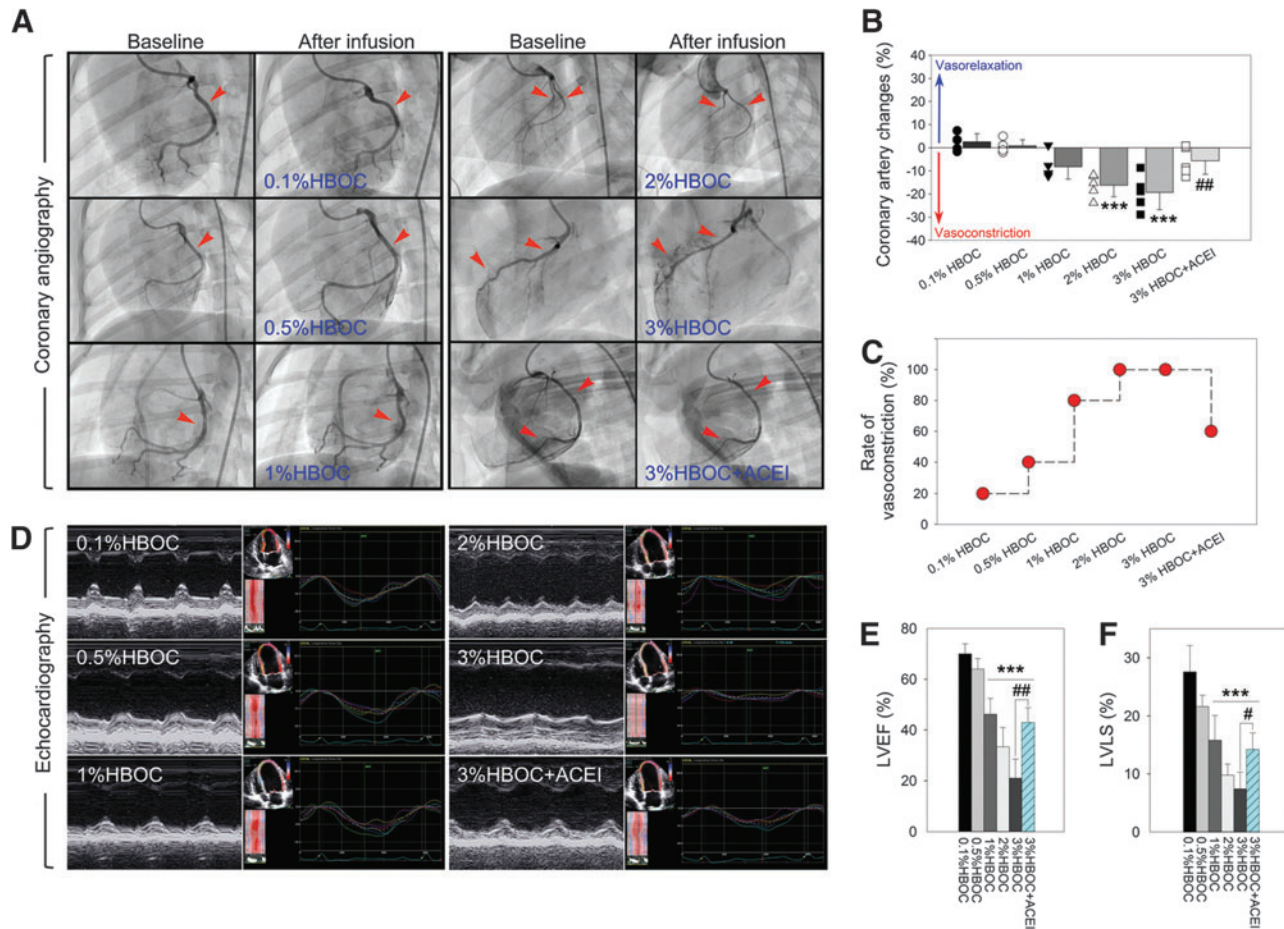 A
Baseline
After infusion
Baseline
After infusion
Coronary angiography
0.1%HBOC
2%HBOC
0.5%HBOC
3%HBOC
1%HBOC
3%HBOC+ACEI
B
Coronary artery changes (%)
40
30
20
10
0
-10
-20
-30
-40
Vasorelaxation
Vasoconstriction
***
***
##
0.1% HBOC
0.5% HBOC
1% HBOC
2% HBOC
3% HBOC
3% HBOC+ACEI
C
Rate of
vasoconstriction (%)
100
80
60
40
20
0
0.1% HBOC
0.5% HBOC
1% HBOC
2% HBOC
3% HBOC
3% HBOC+ACEI
D
Echocardiography
0.1%HBOC
2%HBOC
0.5%HBOC
3%HBOC
1%HBOC
3%HBOC+ACEI
E
LVEF (%)
80
60
40
20
0
***
##
0.1%HBOC
0.5%HBOC
1%HBOC
2%HBOC
3%HBOC
3%HBOC+ACEI
F
LVLS (%)
30
20
10
0
***
#
0.1%HBOC
0.5%HBOC
1%HBOC
2%HBOC
3%HBOC
3%HBOC+ACEI